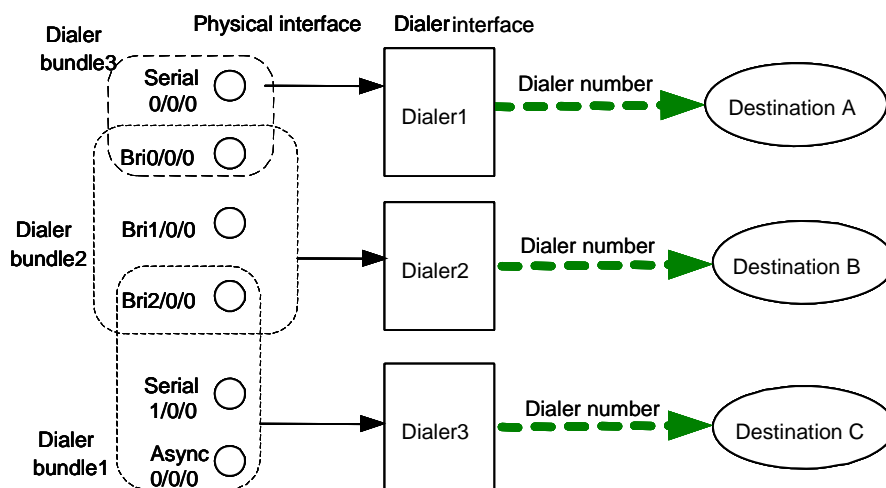 Physical interface
Dialer interface
Dialer
bundle3
Serial
0/0/0
Dialer1
Dialer number
Destination A
Bri0/0/0
Dialer
bundle2
Bri1/0/0
Dialer2
Dialer number
Destination B
Bri2/0/0
Serial
1/0/0
Dialer3
Dialer number
Destination C
Dialer
bundle1
Async
0/0/0